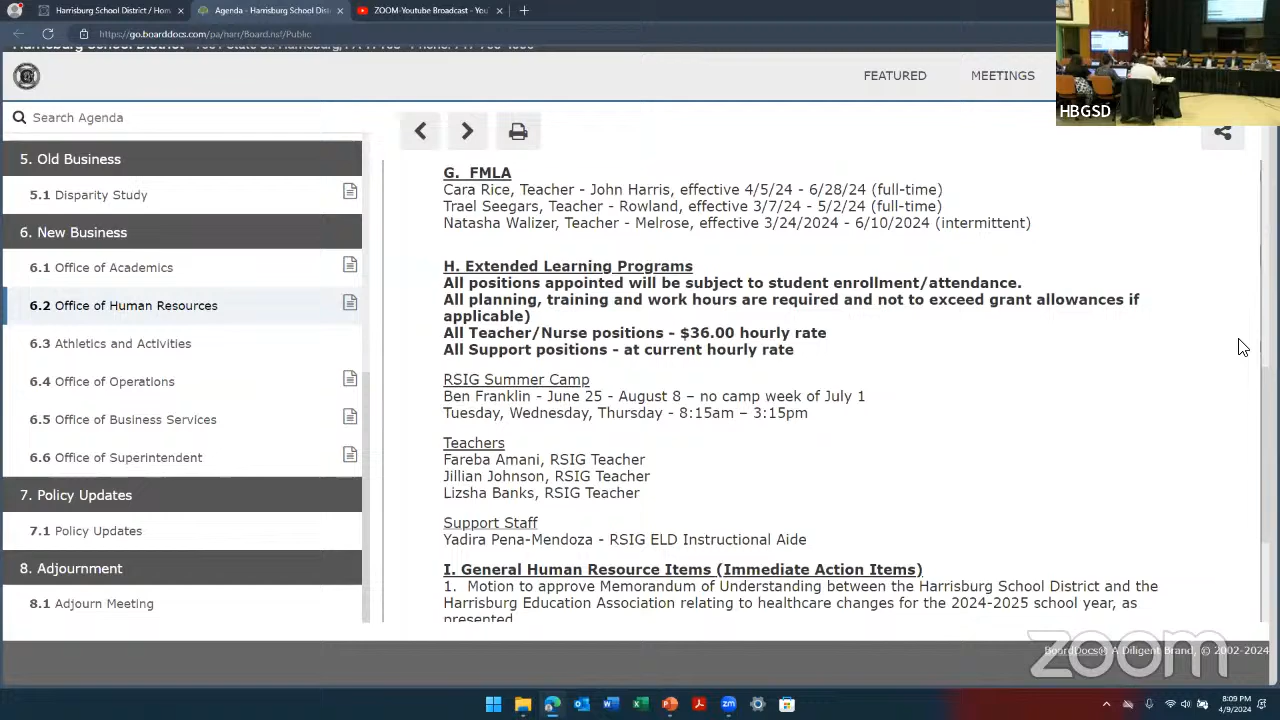 Harrisburg School District / Hom
Agenda - Harrisburg School Dist
ZOOM-Youtube Broadcast - You
https://go.boarddocs.com/pa/harr/Board.nsf/Public
HBGSD
FEATURED
MEETINGS
Search Agenda
5. Old Business
5.1 Disparity Study
6. New Business
6.1 Office of Academics
6.2 Office of Human Resources
6.3 Athletics and Activities
6.4 Office of Operations
6.5 Office of Business Services
6.6 Office of Superintendent
7. Policy Updates
7.1 Policy Updates
8. Adjournment
8.1 Adjourn Meeting
G. FMLA
Cara Rice, Teacher - John Harris, effective 4/5/24 - 6/28/24 (full-time)
Trael Seegars, Teacher - Rowland, effective 3/7/24 - 5/2/24 (full-time)
Natasha Walizer, Teacher - Melrose, effective 3/24/2024 - 6/10/2024 (intermittent)
H. Extended Learning Programs
All positions appointed will be subject to student enrollment/attendance.
All planning, training and work hours are required and not to exceed grant allowances if
applicable)
All Teacher/Nurse positions - $36.00 hourly rate
All Support positions - at current hourly rate
RSIG Summer Camp
Ben Franklin - June 25 - August 8 – no camp week of July 1
Tuesday, Wednesday, Thursday - 8:15am – 3:15pm
Teachers
Fareba Amani, RSIG Teacher
Jillian Johnson, RSIG Teacher
Lizsha Banks, RSIG Teacher
Support Staff
Yadira Pena-Mendoza - RSIG ELD Instructional Aide
I. General Human Resource Items (Immediate Action Items)
1. Motion to approve Memorandum of Understanding between the Harrisburg School District and the
Harrisburg Education Association relating to healthcare changes for the 2024-2025 school year, as
presented
zoom
BoardDocs® A Diligent Brand, © 2002-2024
8:09 PM
4/9/2024